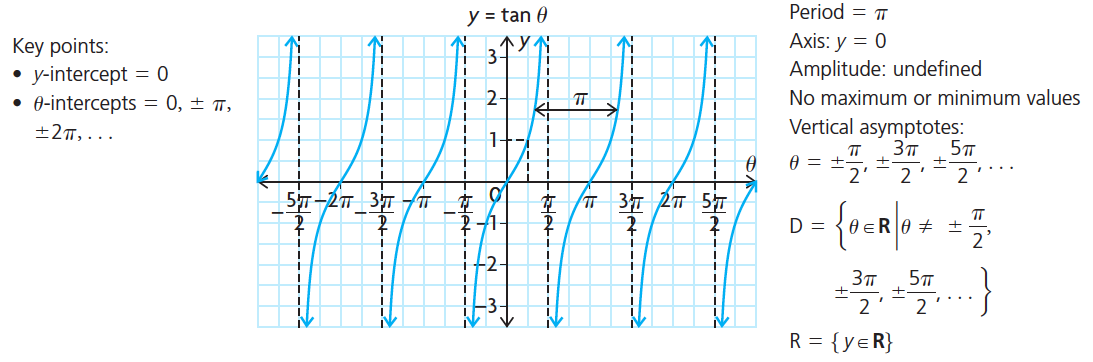 y = tan θ
Key points:
• y-intercept = 0
• θ-intercepts = 0, ± π,
±2π, . . .
y
3
2
π
1
θ
−5π/2 −2π −3π/2 −π −π/2 0 π/2 π 3π/2 2π 5π/2
−1
−2
−3
Period = π
Axis: y = 0
Amplitude: undefined
No maximum or minimum values
Vertical asymptotes:
θ = ±π/2, ±3π/2, ±5π/2, . . .
D = {θ ∈ R | θ ≠ ±π/2,
±3π/2, ±5π/2, . . .}
R = {y ∈ R}